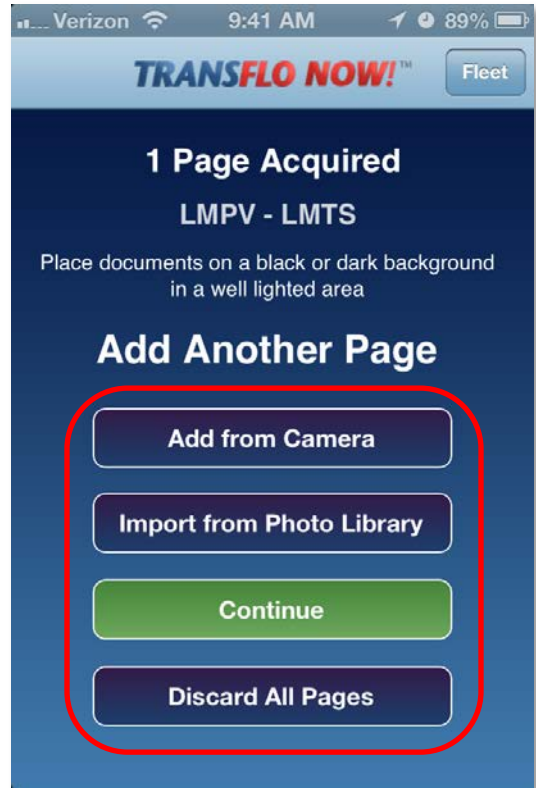 Verizon 9:41 AM 89%
TRANSFLO NOW!™ Fleet
1 Page Acquired
LMPV - LMTS
Place documents on a black or dark background
in a well lighted area
Add Another Page
Add from Camera
Import from Photo Library
Continue
Discard All Pages